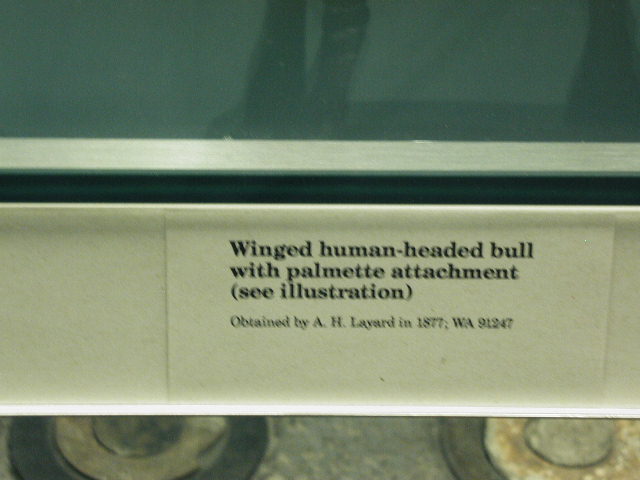 Winged human-headed bull
with palmette attachment
(see illustration)
Obtained by A. H. Layard in 1877; WA 91247